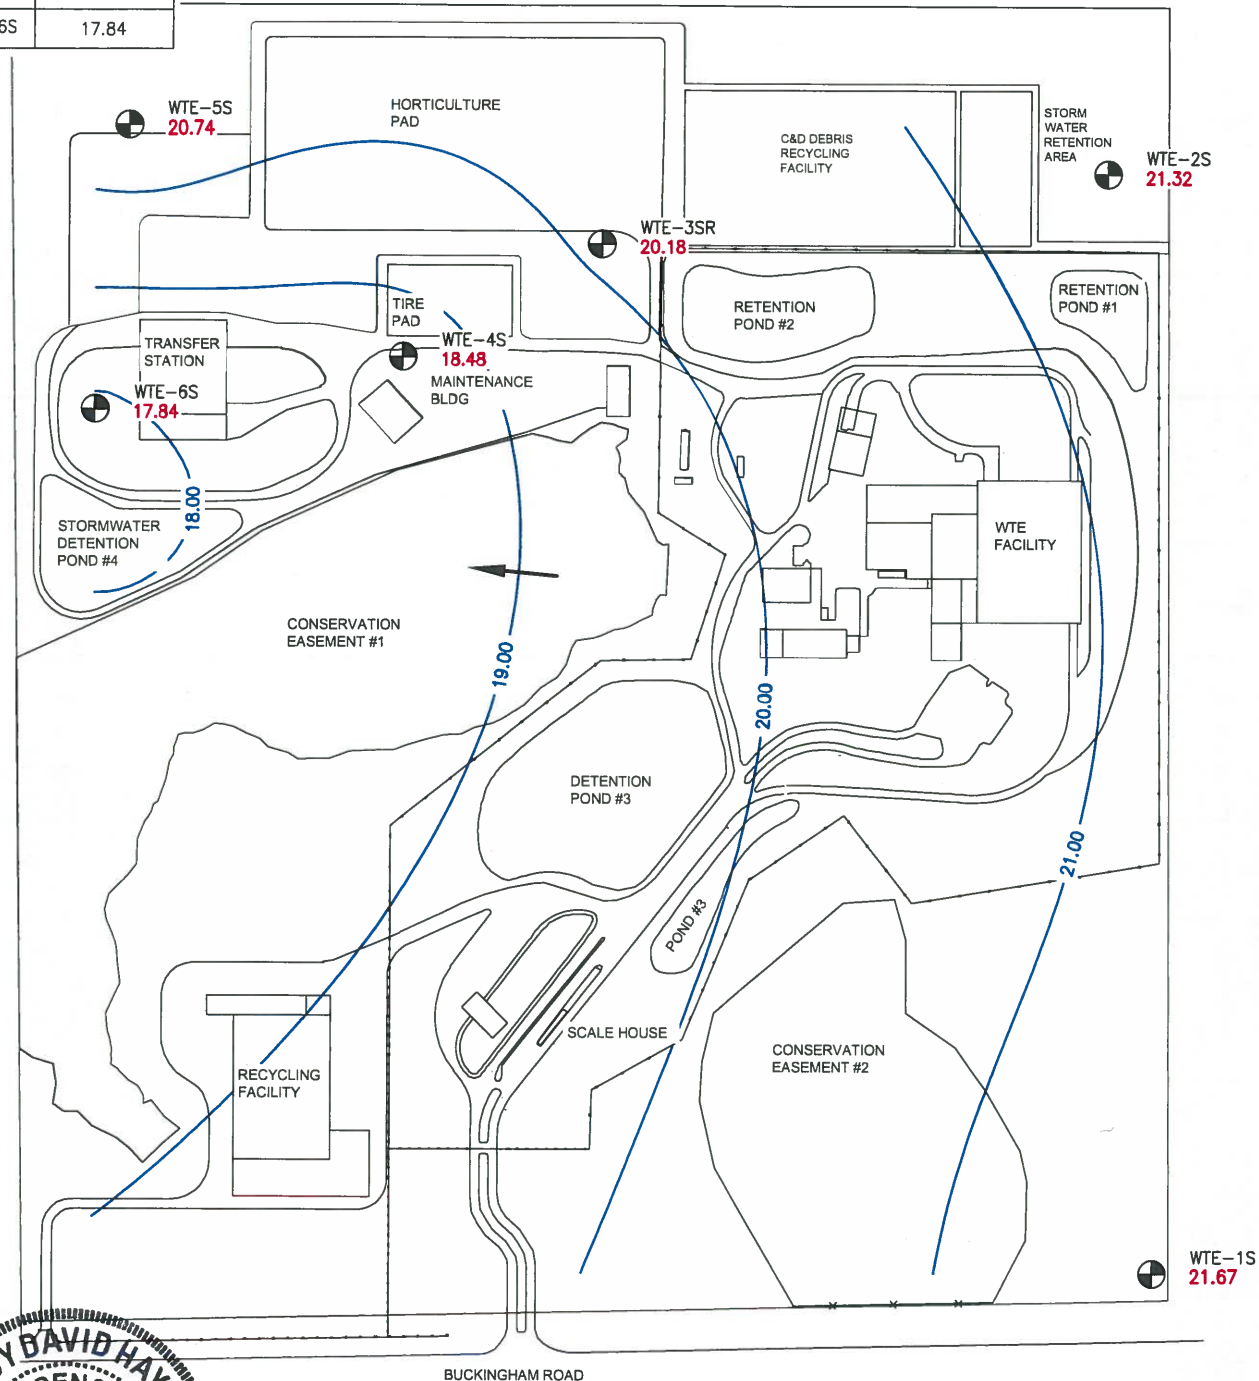 6S 17.84
WTE-5S
20.74
HORTICULTURE
PAD
C&D DEBRIS
RECYCLING
FACILITY
STORM
WATER
RETENTION
AREA
WTE-2S
21.32
WTE-3SR
20.18
RETENTION
POND #2
RETENTION
POND #1
TIRE
PAD
TRANSFER
STATION
WTE-4S
18.48
MAINTENANCE
BLDG
WTE-6S
17.84
18.00
STORMWATER
DETENTION
POND #4
WTE
FACILITY
CONSERVATION
EASEMENT #1
19.00
20.00
DETENTION
POND #3
21.00
POND #3
SCALE HOUSE
CONSERVATION
EASEMENT #2
RECYCLING
FACILITY
WTE-1S
21.67
DAVID
BUCKINGHAM ROAD